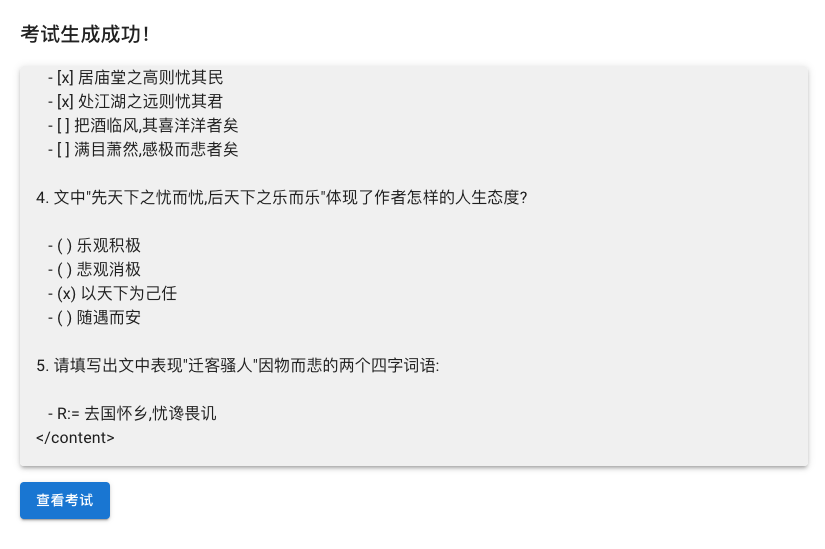 考试生成成功！
- [x] 居庙堂之高则忧其民
- [x] 处江湖之远则忧其君
- [ ] 把酒临风,其喜洋洋者矣
- [ ] 满目萧然,感极而悲者矣
4. 文中"先天下之忧而忧,后天下之乐而乐"体现了作者怎样的人生态度?
- ( ) 乐观积极
- ( ) 悲观消极
- (x) 以天下为己任
- ( ) 随遇而安
5. 请填写出文中表现"迁客骚人"因物而悲的两个四字词语:
- R:= 去国怀乡,忧谗畏讥
</content>
查看考试